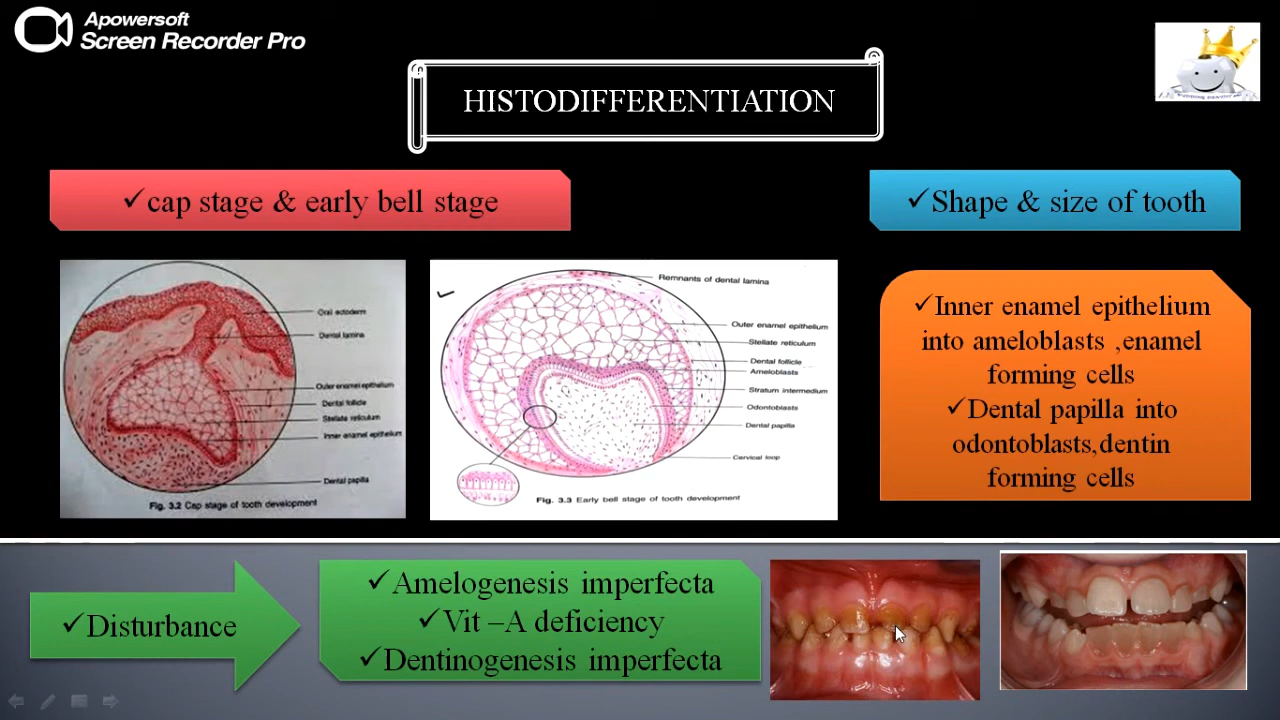 Apowersoft
Screen Recorder Pro
HISTODIFFERENTIATION
✓cap stage & early bell stage
✓Shape & size of tooth
Oral ectoderm
Dental lamina
Outer enamel epithelium
Dental follicle
Stellate reticulum
Inner enamel epithelium
Dental papilla
Fig. 3.2 Cap stage of tooth development
Remnants of dental lamina
Outer enamel epithelium
Stellate reticulum
Dental follicle
Ameloblasts
Stratum intermedium
Odontoblasts
Dental papilla
Cervical loop
Fig. 3.3 Early bell stage of tooth development
✓Inner enamel epithelium
into ameloblasts ,enamel
forming cells
✓Dental papilla into
odontoblasts,dentin
forming cells
✓Disturbance
✓Amelogenesis imperfecta
✓Vit –A deficiency
✓Dentinogenesis imperfecta